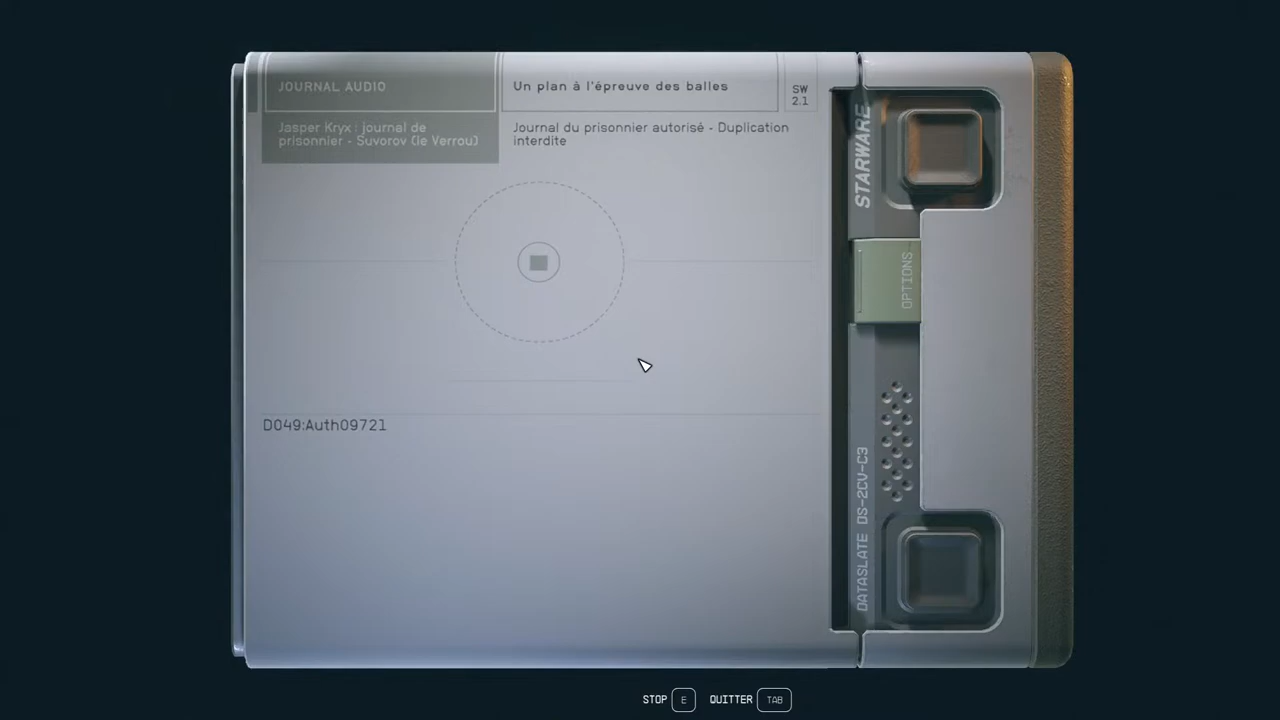 JOURNAL AUDIO
Un plan à l'épreuve des balles
SW
2.1
Jasper Kryx : journal de
prisonnier - Suvorov (le Verrou)
Journal du prisonnier autorisé - Duplication
interdite
STARWARE
OPTIONS
D049:Auth09721
DATASLATE DS-2CV-C3
STOP E QUITTER TAB